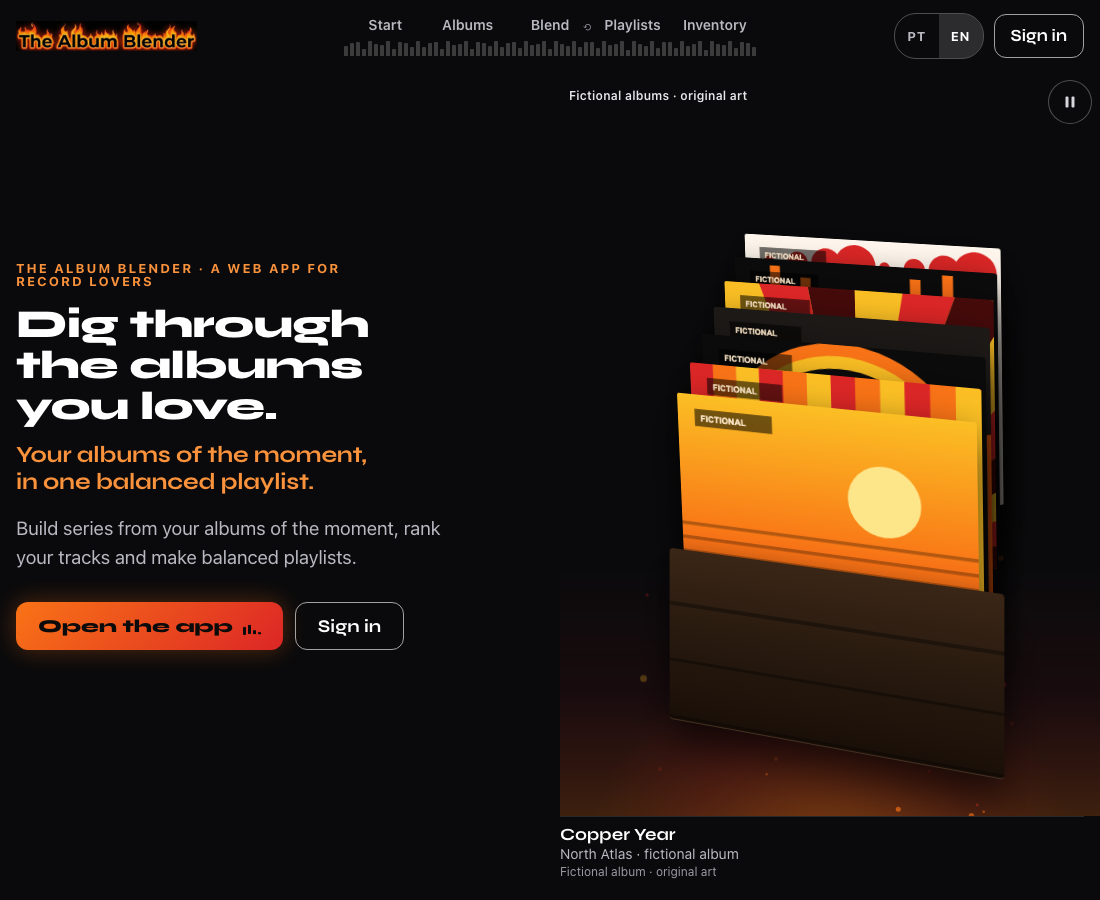 The Album Blender
Start Albums Blend Playlists Inventory
PT EN Sign in
Fictional albums · original art
THE ALBUM BLENDER · A WEB APP FOR
RECORD LOVERS
Dig through
the albums
you love.
Your albums of the moment,
in one balanced playlist.
Build series from your albums of the moment, rank
your tracks and make balanced playlists.
Open the app Sign in
FICTIONAL
FICTIONAL
FICTIONAL
FICTIONAL
FICTIONAL
FICTIONAL
FICTIONAL
Copper Year
North Atlas · fictional album
Fictional album · original art